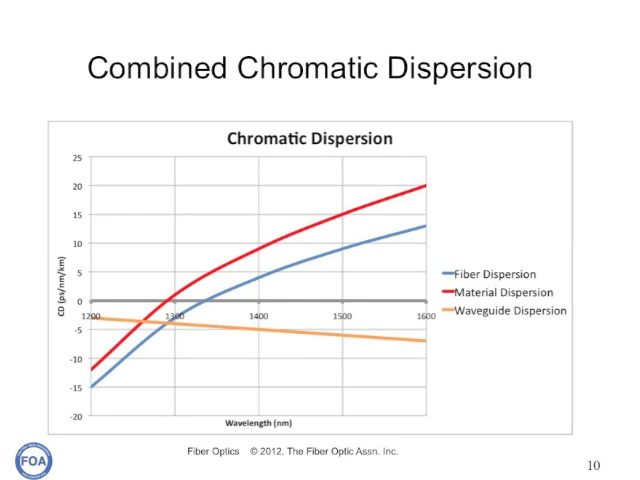 Combined Chromatic Dispersion
Chromatic Dispersion
25
20
15
10
5
0
-5
-10
-15
-20
CD (ps/nm/km)
1200 1300 1400 1500 1600
Wavelength (nm)
Fiber Dispersion
Material Dispersion
Waveguide Dispersion
FOA
Fiber Optics © 2012, The Fiber Optic Assn. Inc.
10